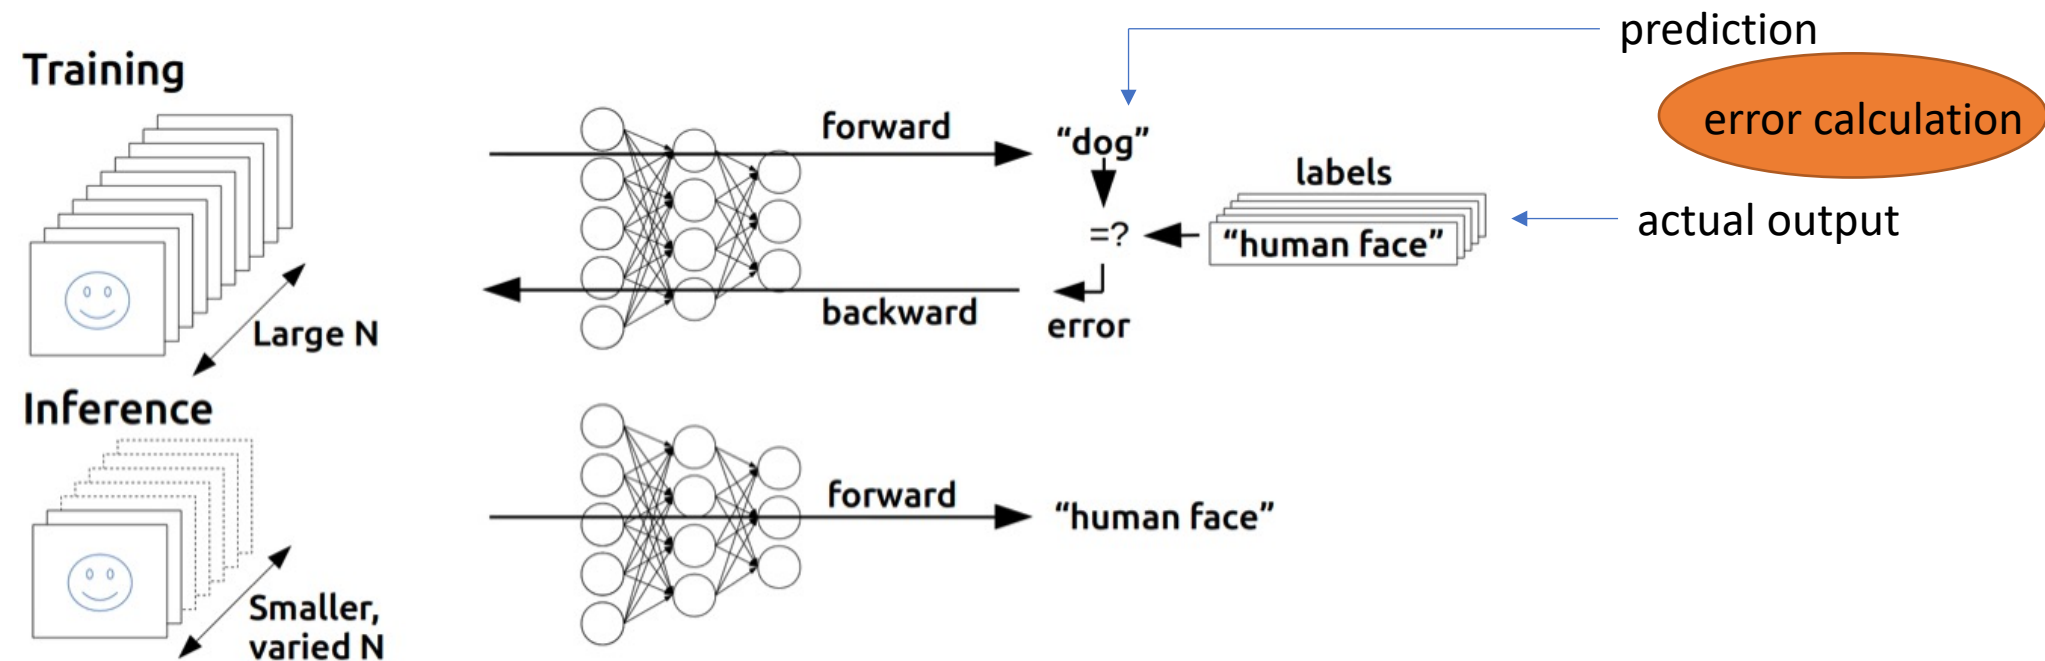 Training
Large N
forward
backward
“dog”
=?
error
labels
“human face”
prediction
error calculation
actual output
Inference
Smaller,
varied N
forward
“human face”